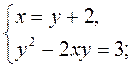 x = y + 2,
y² − 2xy = 3;